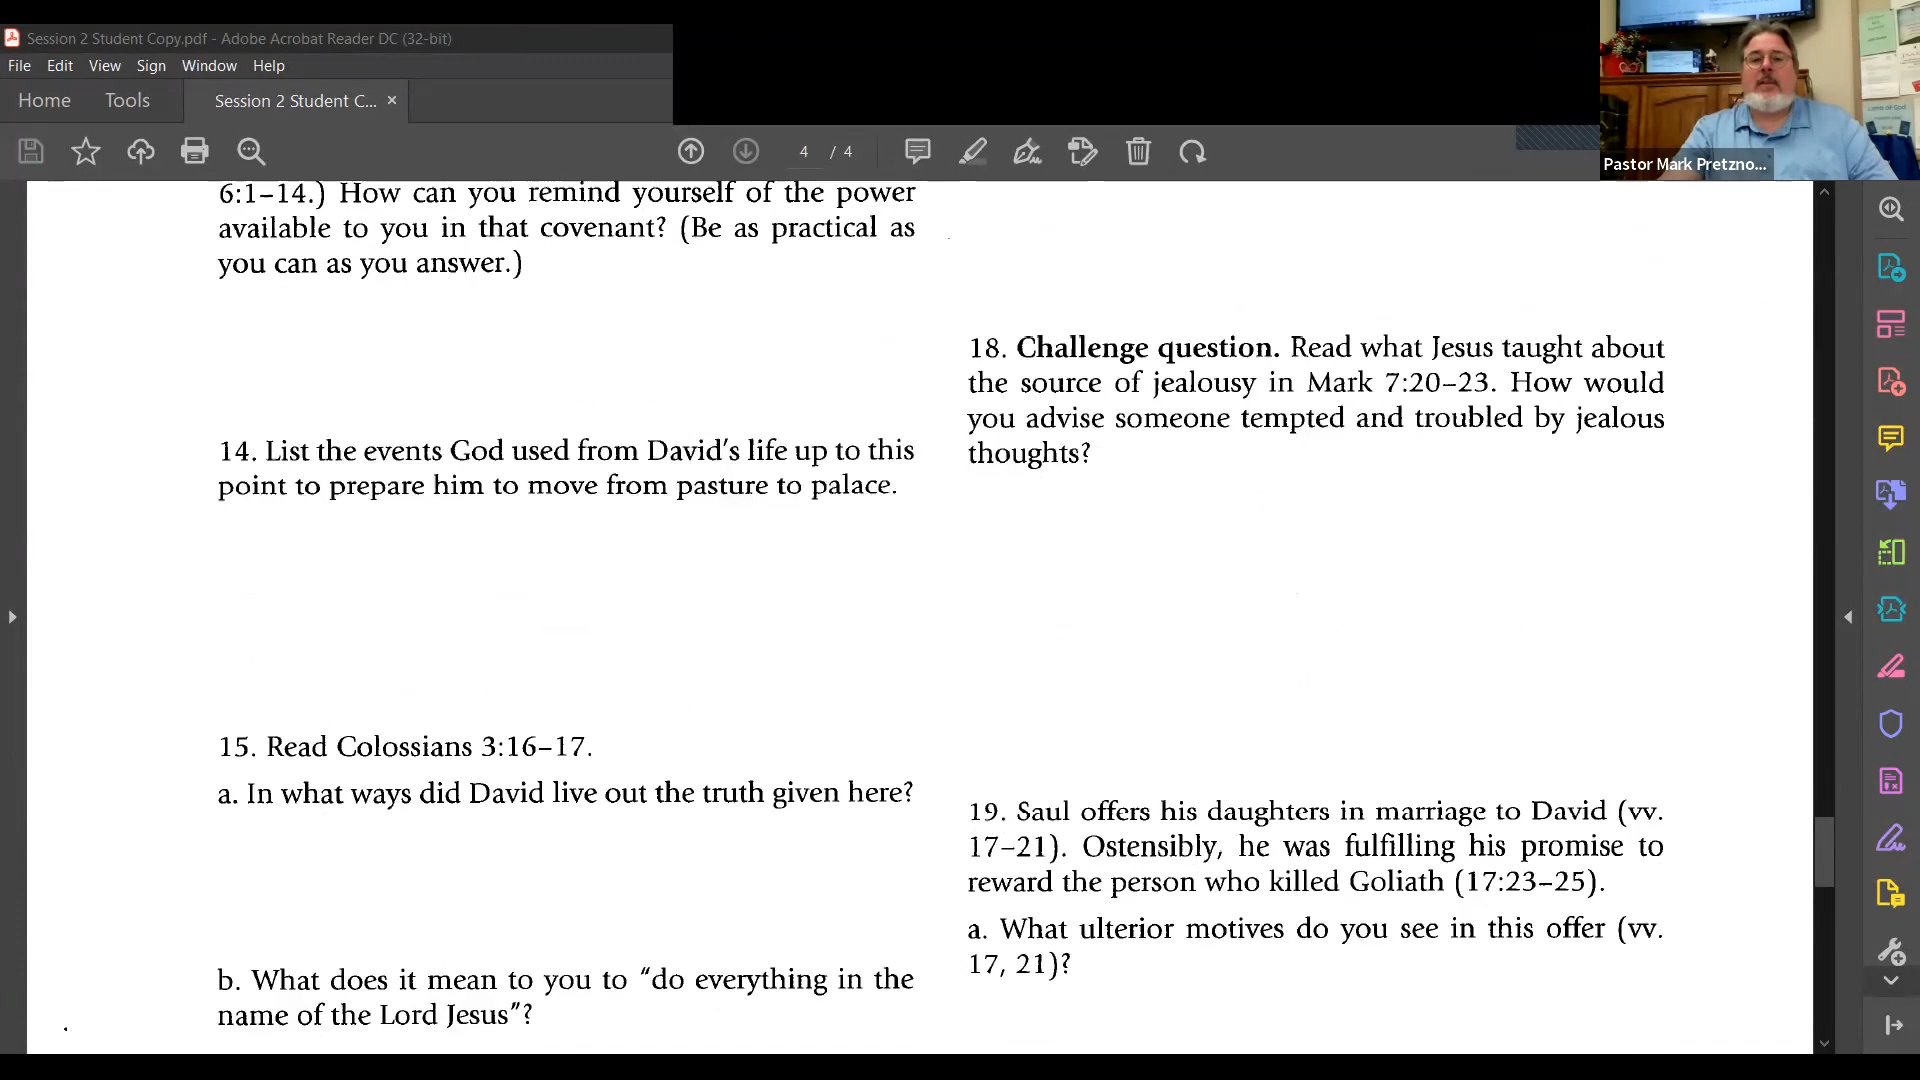 Session 2 Student Copy.pdf - Adobe Acrobat Reader DC (32-bit)
File Edit View Sign Window Help
Home Tools Session 2 Student C... ×
4 / 4
Pastor Mark Pretzno...
6:1–14.) How can you remind yourself of the power
available to you in that covenant? (Be as practical as
you can as you answer.)
14. List the events God used from David's life up to this
point to prepare him to move from pasture to palace.
15. Read Colossians 3:16–17.
a. In what ways did David live out the truth given here?
b. What does it mean to you to “do everything in the
name of the Lord Jesus”?
18. Challenge question. Read what Jesus taught about
the source of jealousy in Mark 7:20–23. How would
you advise someone tempted and troubled by jealous
thoughts?
19. Saul offers his daughters in marriage to David (vv.
17–21). Ostensibly, he was fulfilling his promise to
reward the person who killed Goliath (17:23–25).
a. What ulterior motives do you see in this offer (vv.
17, 21)?